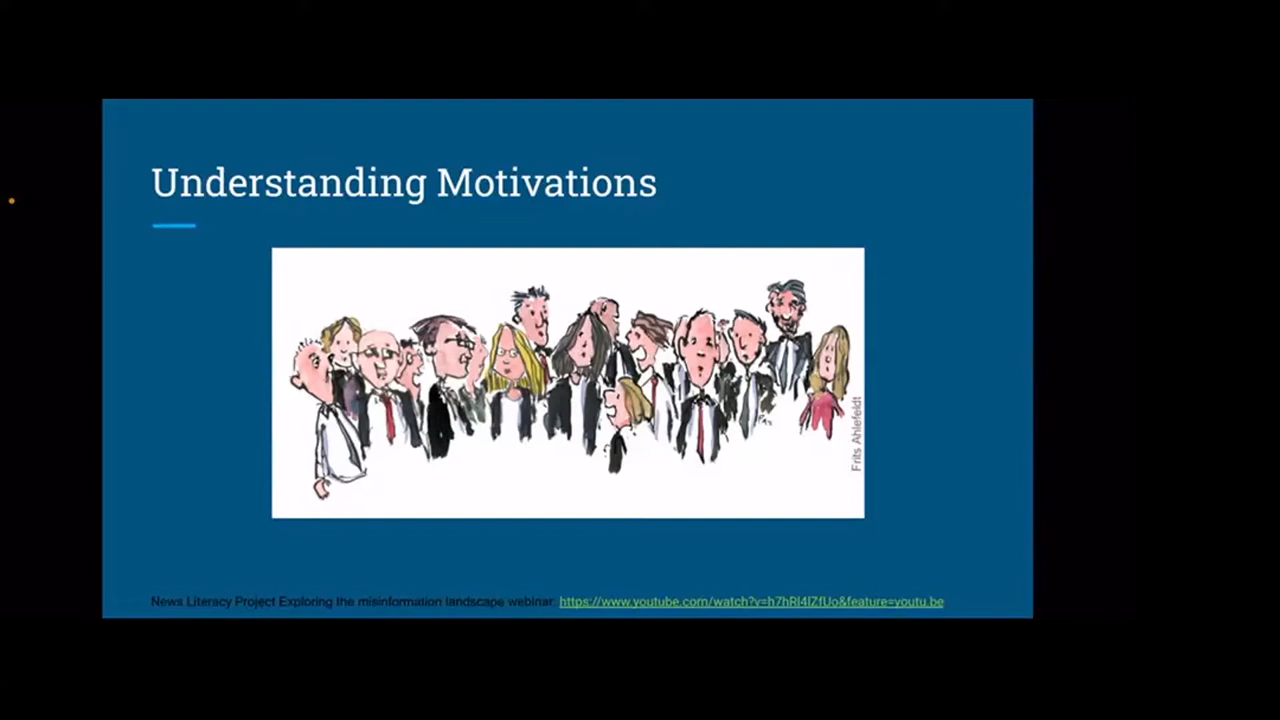 Understanding Motivations
Frits Ahlefeldt
News Literacy Project Exploring the misinformation landscape webinar: https://www.youtube.com/watch?v=h7hRl4lZfUo&feature=youtu.be